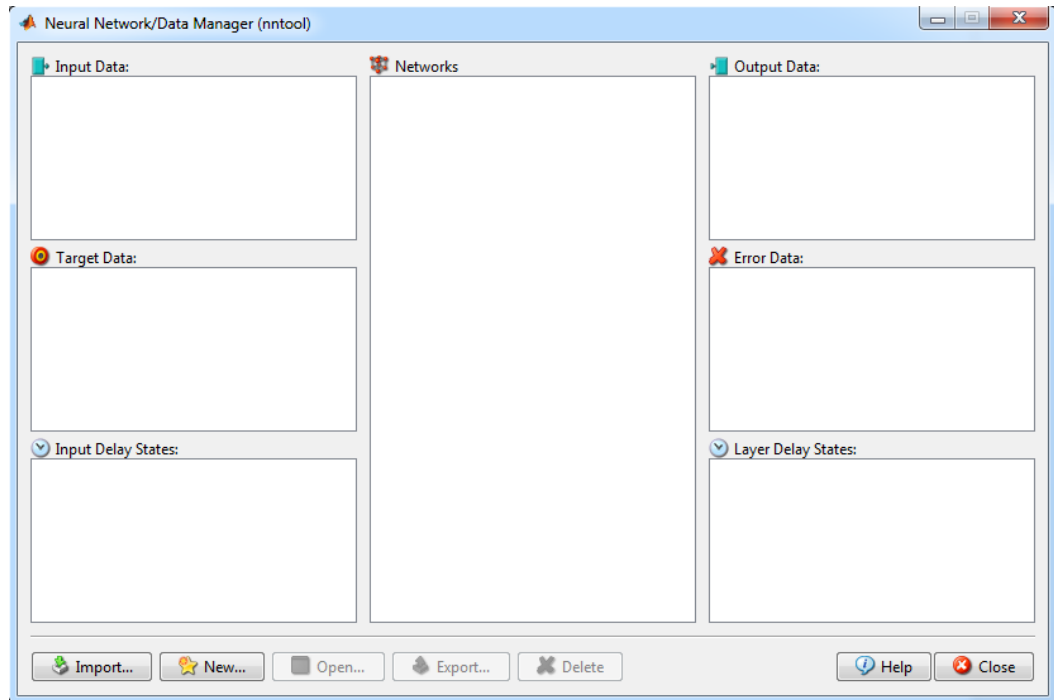 Neural Network/Data Manager (nntool)
Input Data:
Networks
Output Data:
Target Data:
Error Data:
Input Delay States:
Layer Delay States:
Import...
New...
Open...
Export...
Delete
Help
Close